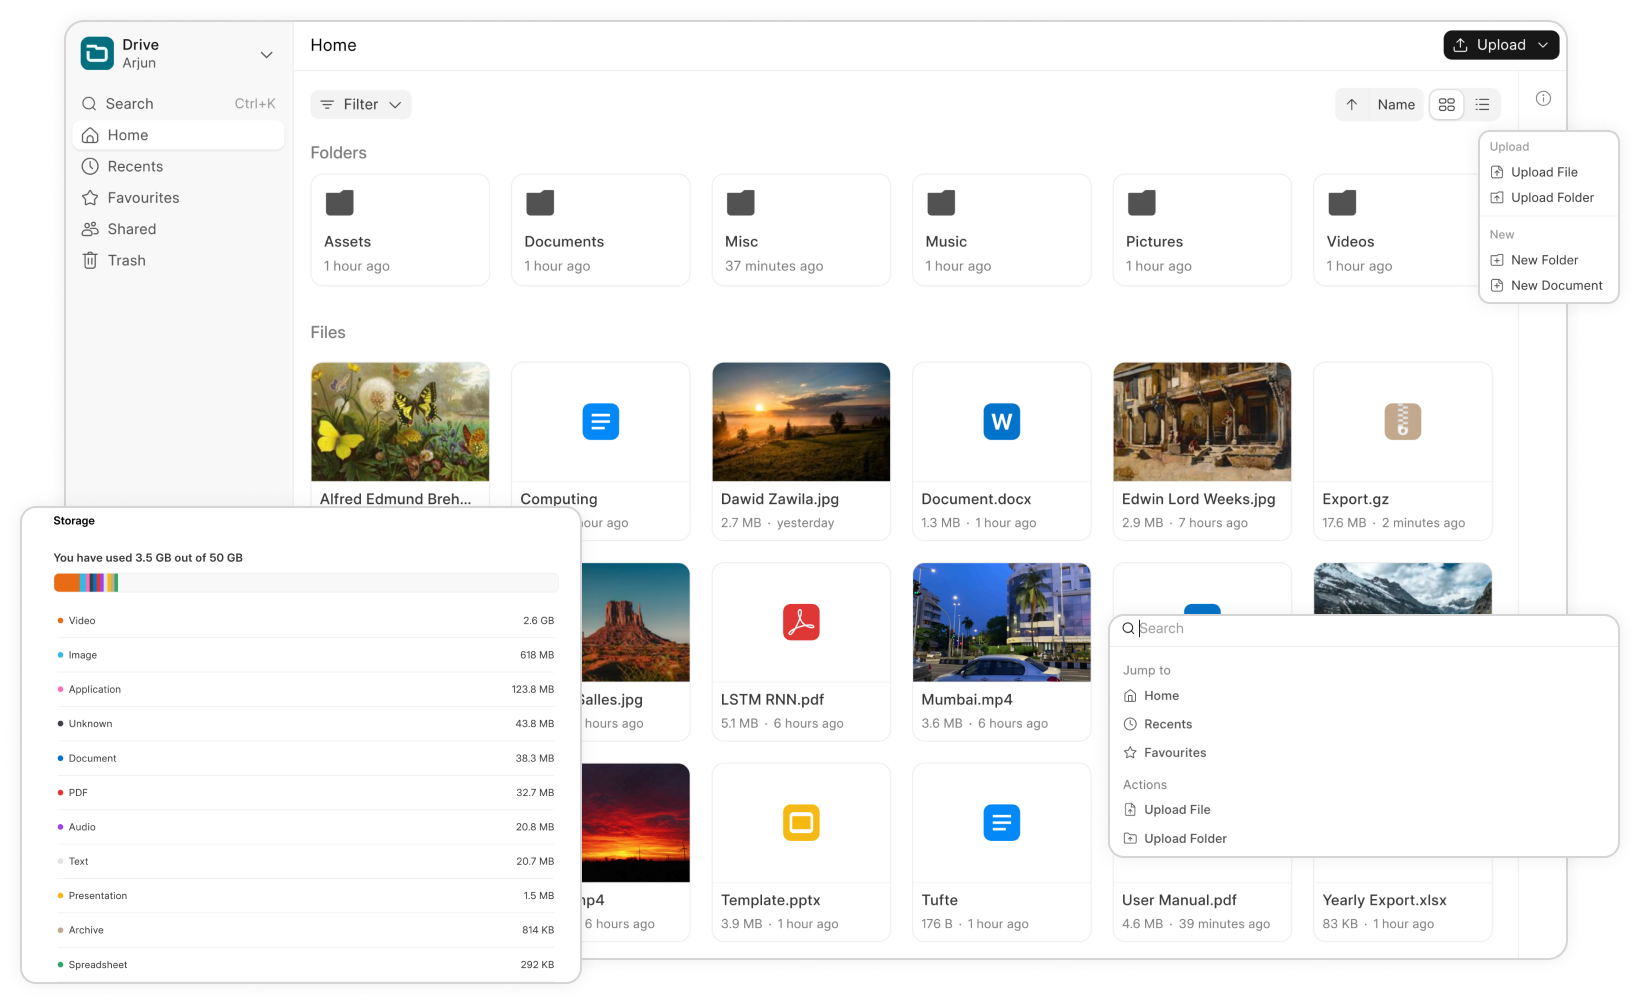 Drive
Arjun
Search Ctrl+K
Home
Recents
Favourites
Shared
Trash
Home
Upload
Filter
Name
Folders
Assets
1 hour ago
Documents
1 hour ago
Misc
37 minutes ago
Music
1 hour ago
Pictures
1 hour ago
Videos
1 hour ago
Upload
Upload File
Upload Folder
New
New Folder
New Document
Files
Alfred Edmund Breh...
Computing
our ago
Dawid Zawila.jpg
2.7 MB · yesterday
W
Document.docx
1.3 MB · 1 hour ago
Edwin Lord Weeks.jpg
2.9 MB · 7 hours ago
Export.gz
17.6 MB · 2 minutes ago
alles.jpg
hours ago
LSTM RNN.pdf
5.1 MB · 6 hours ago
Mumbai.mp4
3.6 MB · 6 hours ago
p4
6 hours ago
Template.pptx
3.9 MB · 1 hour ago
Tufte
176 B · 1 hour ago
User Manual.pdf
4.6 MB · 39 minutes ago
Yearly Export.xlsx
83 KB · 1 hour ago
Storage
You have used 3.5 GB out of 50 GB
Video 2.6 GB
Image 618 MB
Application 123.8 MB
Unknown 43.8 MB
Document 38.3 MB
PDF 32.7 MB
Audio 20.8 MB
Text 20.7 MB
Presentation 1.5 MB
Archive 814 KB
Spreadsheet 292 KB
Search
Jump to
Home
Recents
Favourites
Actions
Upload File
Upload Folder